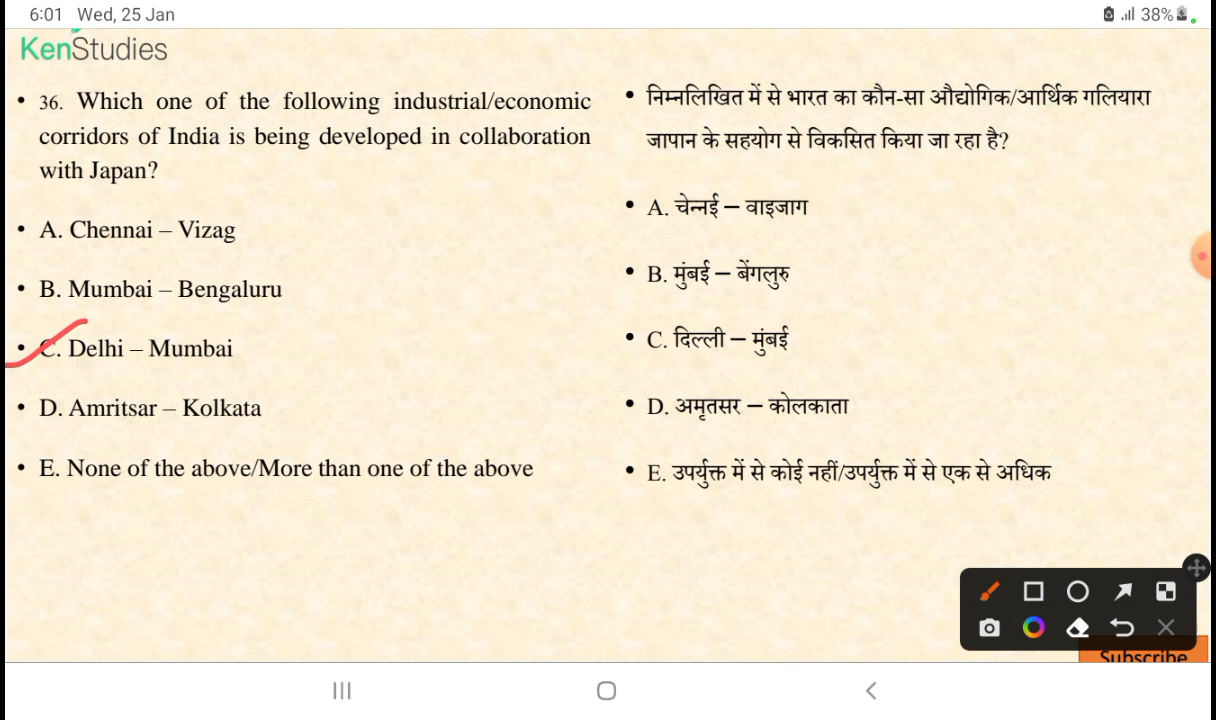 6:01 Wed, 25 Jan 38%
KenStudies
• 36. Which one of the following industrial/economic
corridors of India is being developed in collaboration
with Japan?
• A. Chennai – Vizag
• B. Mumbai – Bengaluru
• C. Delhi – Mumbai
• D. Amritsar – Kolkata
• E. None of the above/More than one of the above
• निम्नलिखित में से भारत का कौन-सा औद्योगिक/आर्थिक गलियारा
जापान के सहयोग से विकसित किया जा रहा है?
• A. चेन्नई – वाइजाग
• B. मुंबई – बेंगलुरु
• C. दिल्ली – मुंबई
• D. अमृतसर – कोलकाता
• E. उपर्युक्त में से कोई नहीं/उपर्युक्त में से एक से अधिक
Subscribe